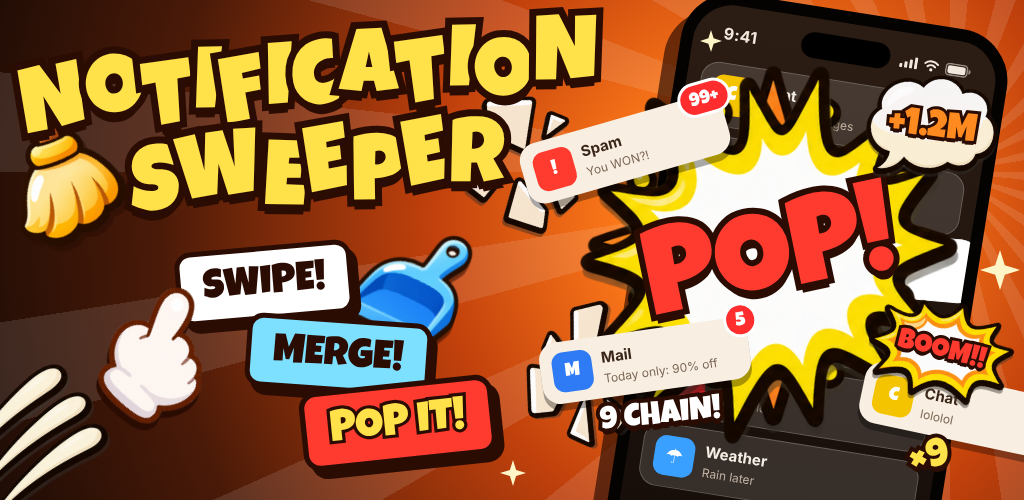 NOTIFICATION
SWEEPER
SWIPE!
MERGE!
POP IT!
9:41
99+
!
Spam
You WON?!
+1.2M
POP!
5
M
Mail
Today only: 90% off
BOOM!!
C
Chat
lololol
9 CHAIN!
+9
Weather
Rain later